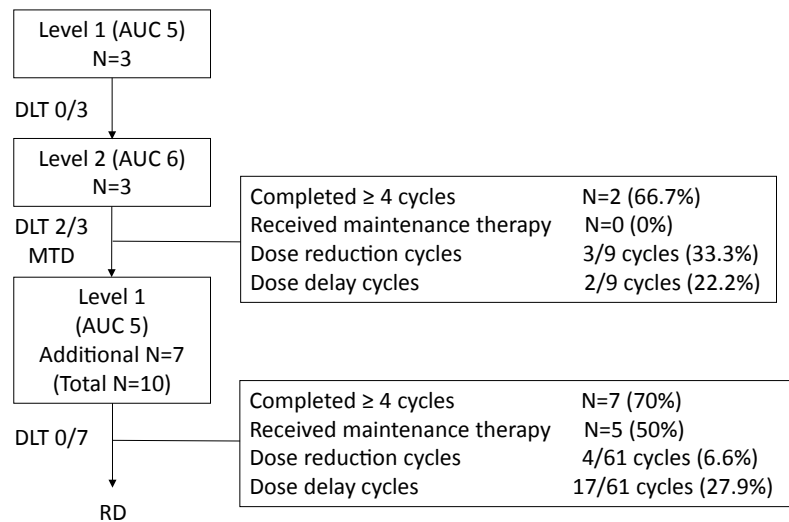 Level 1 (AUC 5)
N=3
DLT 0/3
Level 2 (AUC 6)
N=3
DLT 2/3
MTD
Completed ≥ 4 cycles N=2 (66.7%)
Received maintenance therapy N=0 (0%)
Dose reduction cycles 3/9 cycles (33.3%)
Dose delay cycles 2/9 cycles (22.2%)
Level 1
(AUC 5)
Additional N=7
(Total N=10)
DLT 0/7
Completed ≥ 4 cycles N=7 (70%)
Received maintenance therapy N=5 (50%)
Dose reduction cycles 4/61 cycles (6.6%)
Dose delay cycles 17/61 cycles (27.9%)
RD